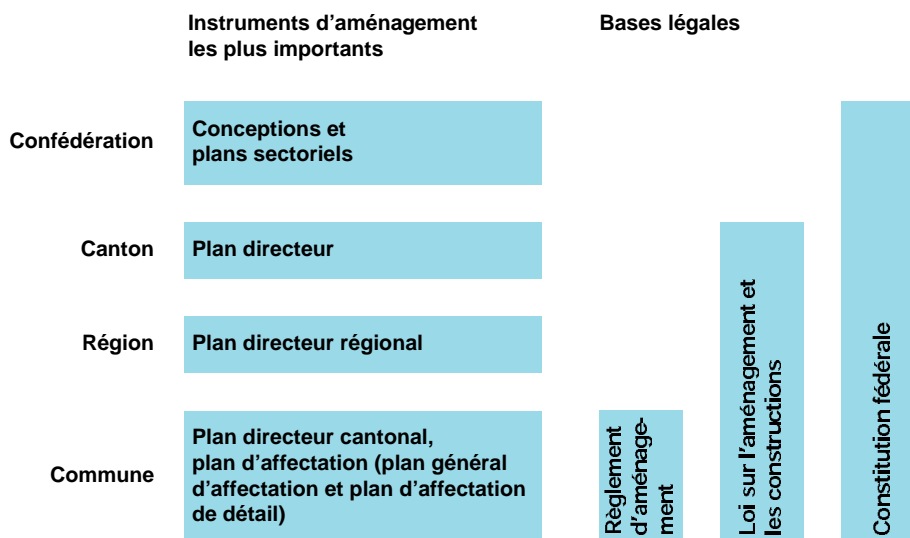 Instruments d’aménagement
les plus importants
Bases légales
Confédération
Conceptions et
plans sectoriels
Canton
Plan directeur
Région
Plan directeur régional
Commune
Plan directeur cantonal,
plan d’affectation (plan général
d’affectation et plan d’affectation
de détail)
Règlement
d’aménage-
ment
Loi sur l’aménagement et
les constructions
Constitution fédérale